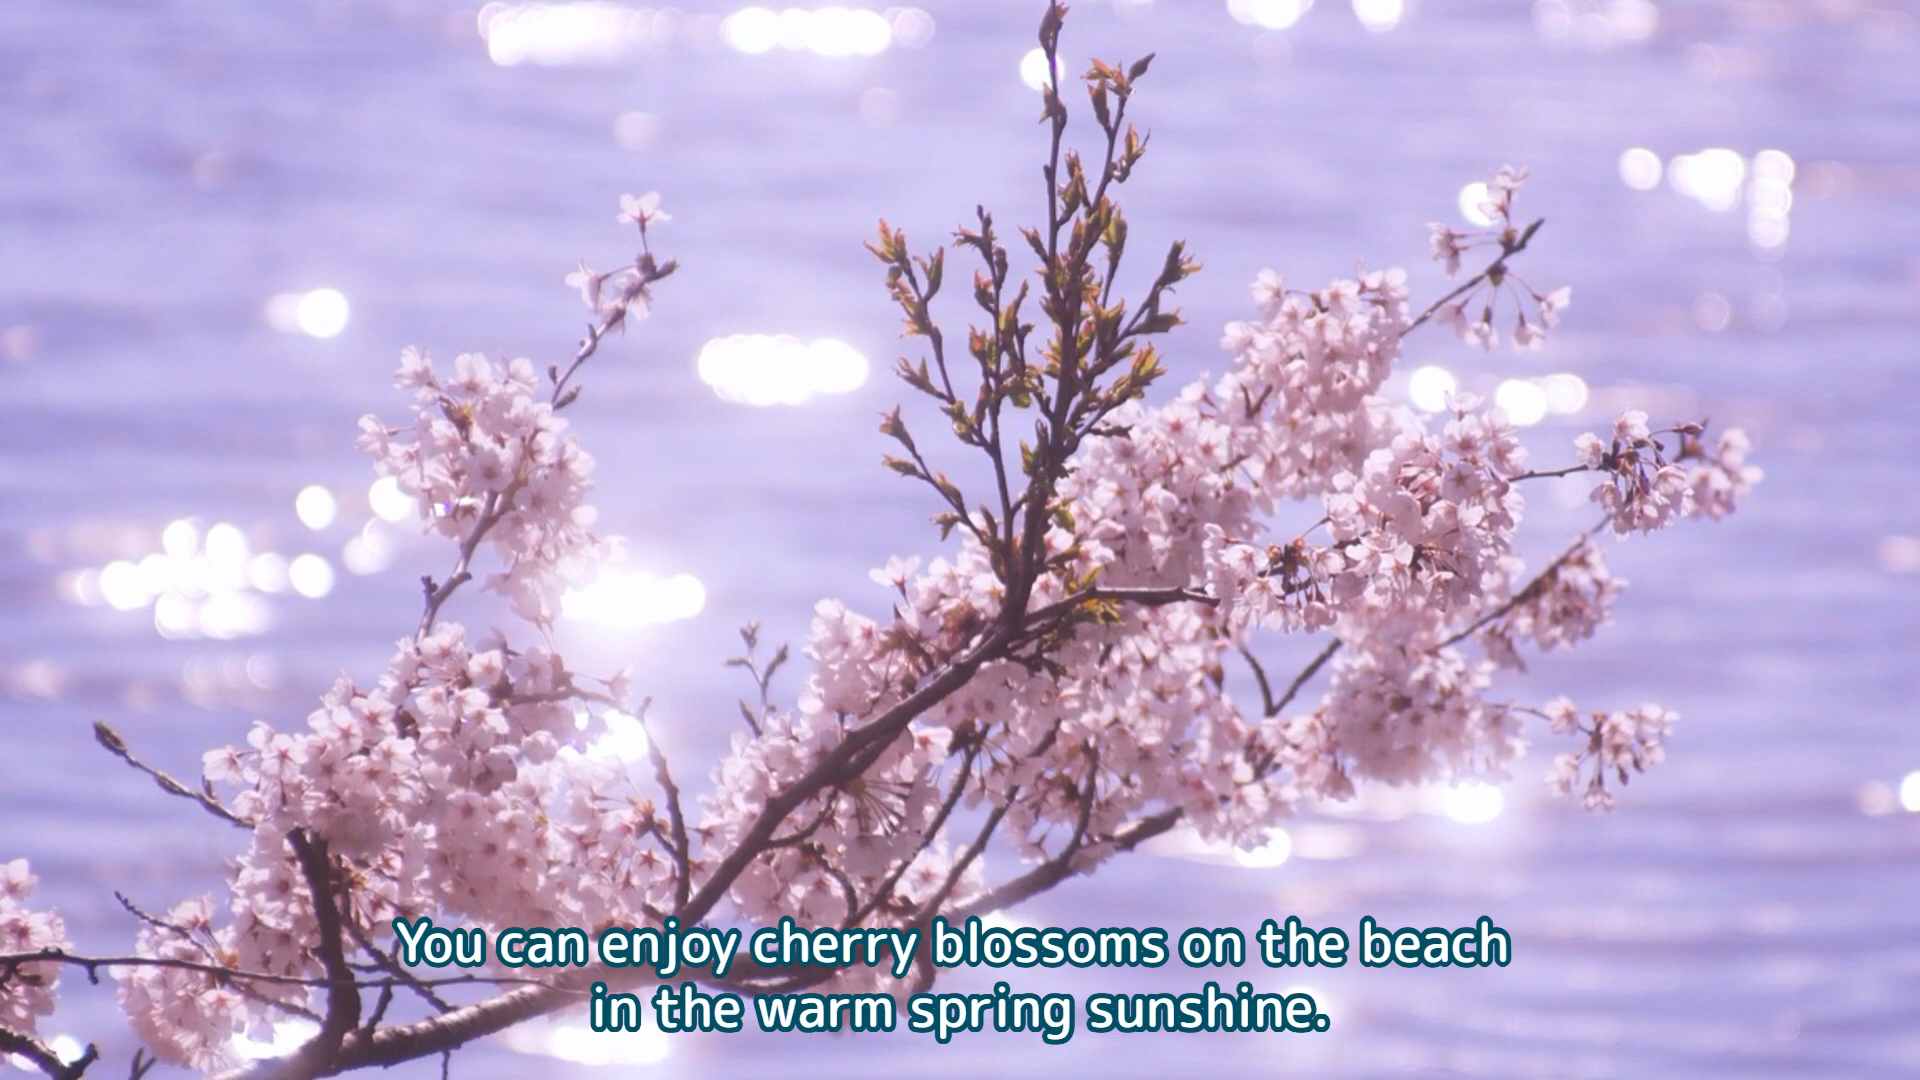 You can enjoy cherry blossoms on the beach
in the warm spring sunshine.